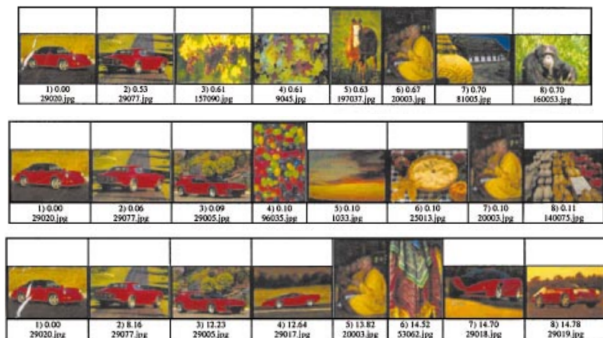 1) 0.00 2) 0.53 3) 0.61 4) 0.61 5) 0.63 6) 0.67 7) 0.70 8) 0.70
29020.jpg 29077.jpg 157090.jpg 9045.jpg 197037.jpg 20003.jpg 81005.jpg 160053.jpg
1) 0.00 2) 0.06 3) 0.09 4) 0.10 5) 0.10 6) 0.10 7) 0.10 8) 0.11
29020.jpg 29077.jpg 29005.jpg 96035.jpg 1033.jpg 25013.jpg 20003.jpg 140075.jpg
1) 0.00 2) 8.16 3) 12.23 4) 12.64 5) 13.82 6) 14.52 7) 14.70 8) 14.78
29020.jpg 29077.jpg 29005.jpg 29017.jpg 20003.jpg 53062.jpg 29018.jpg 29019.jpg